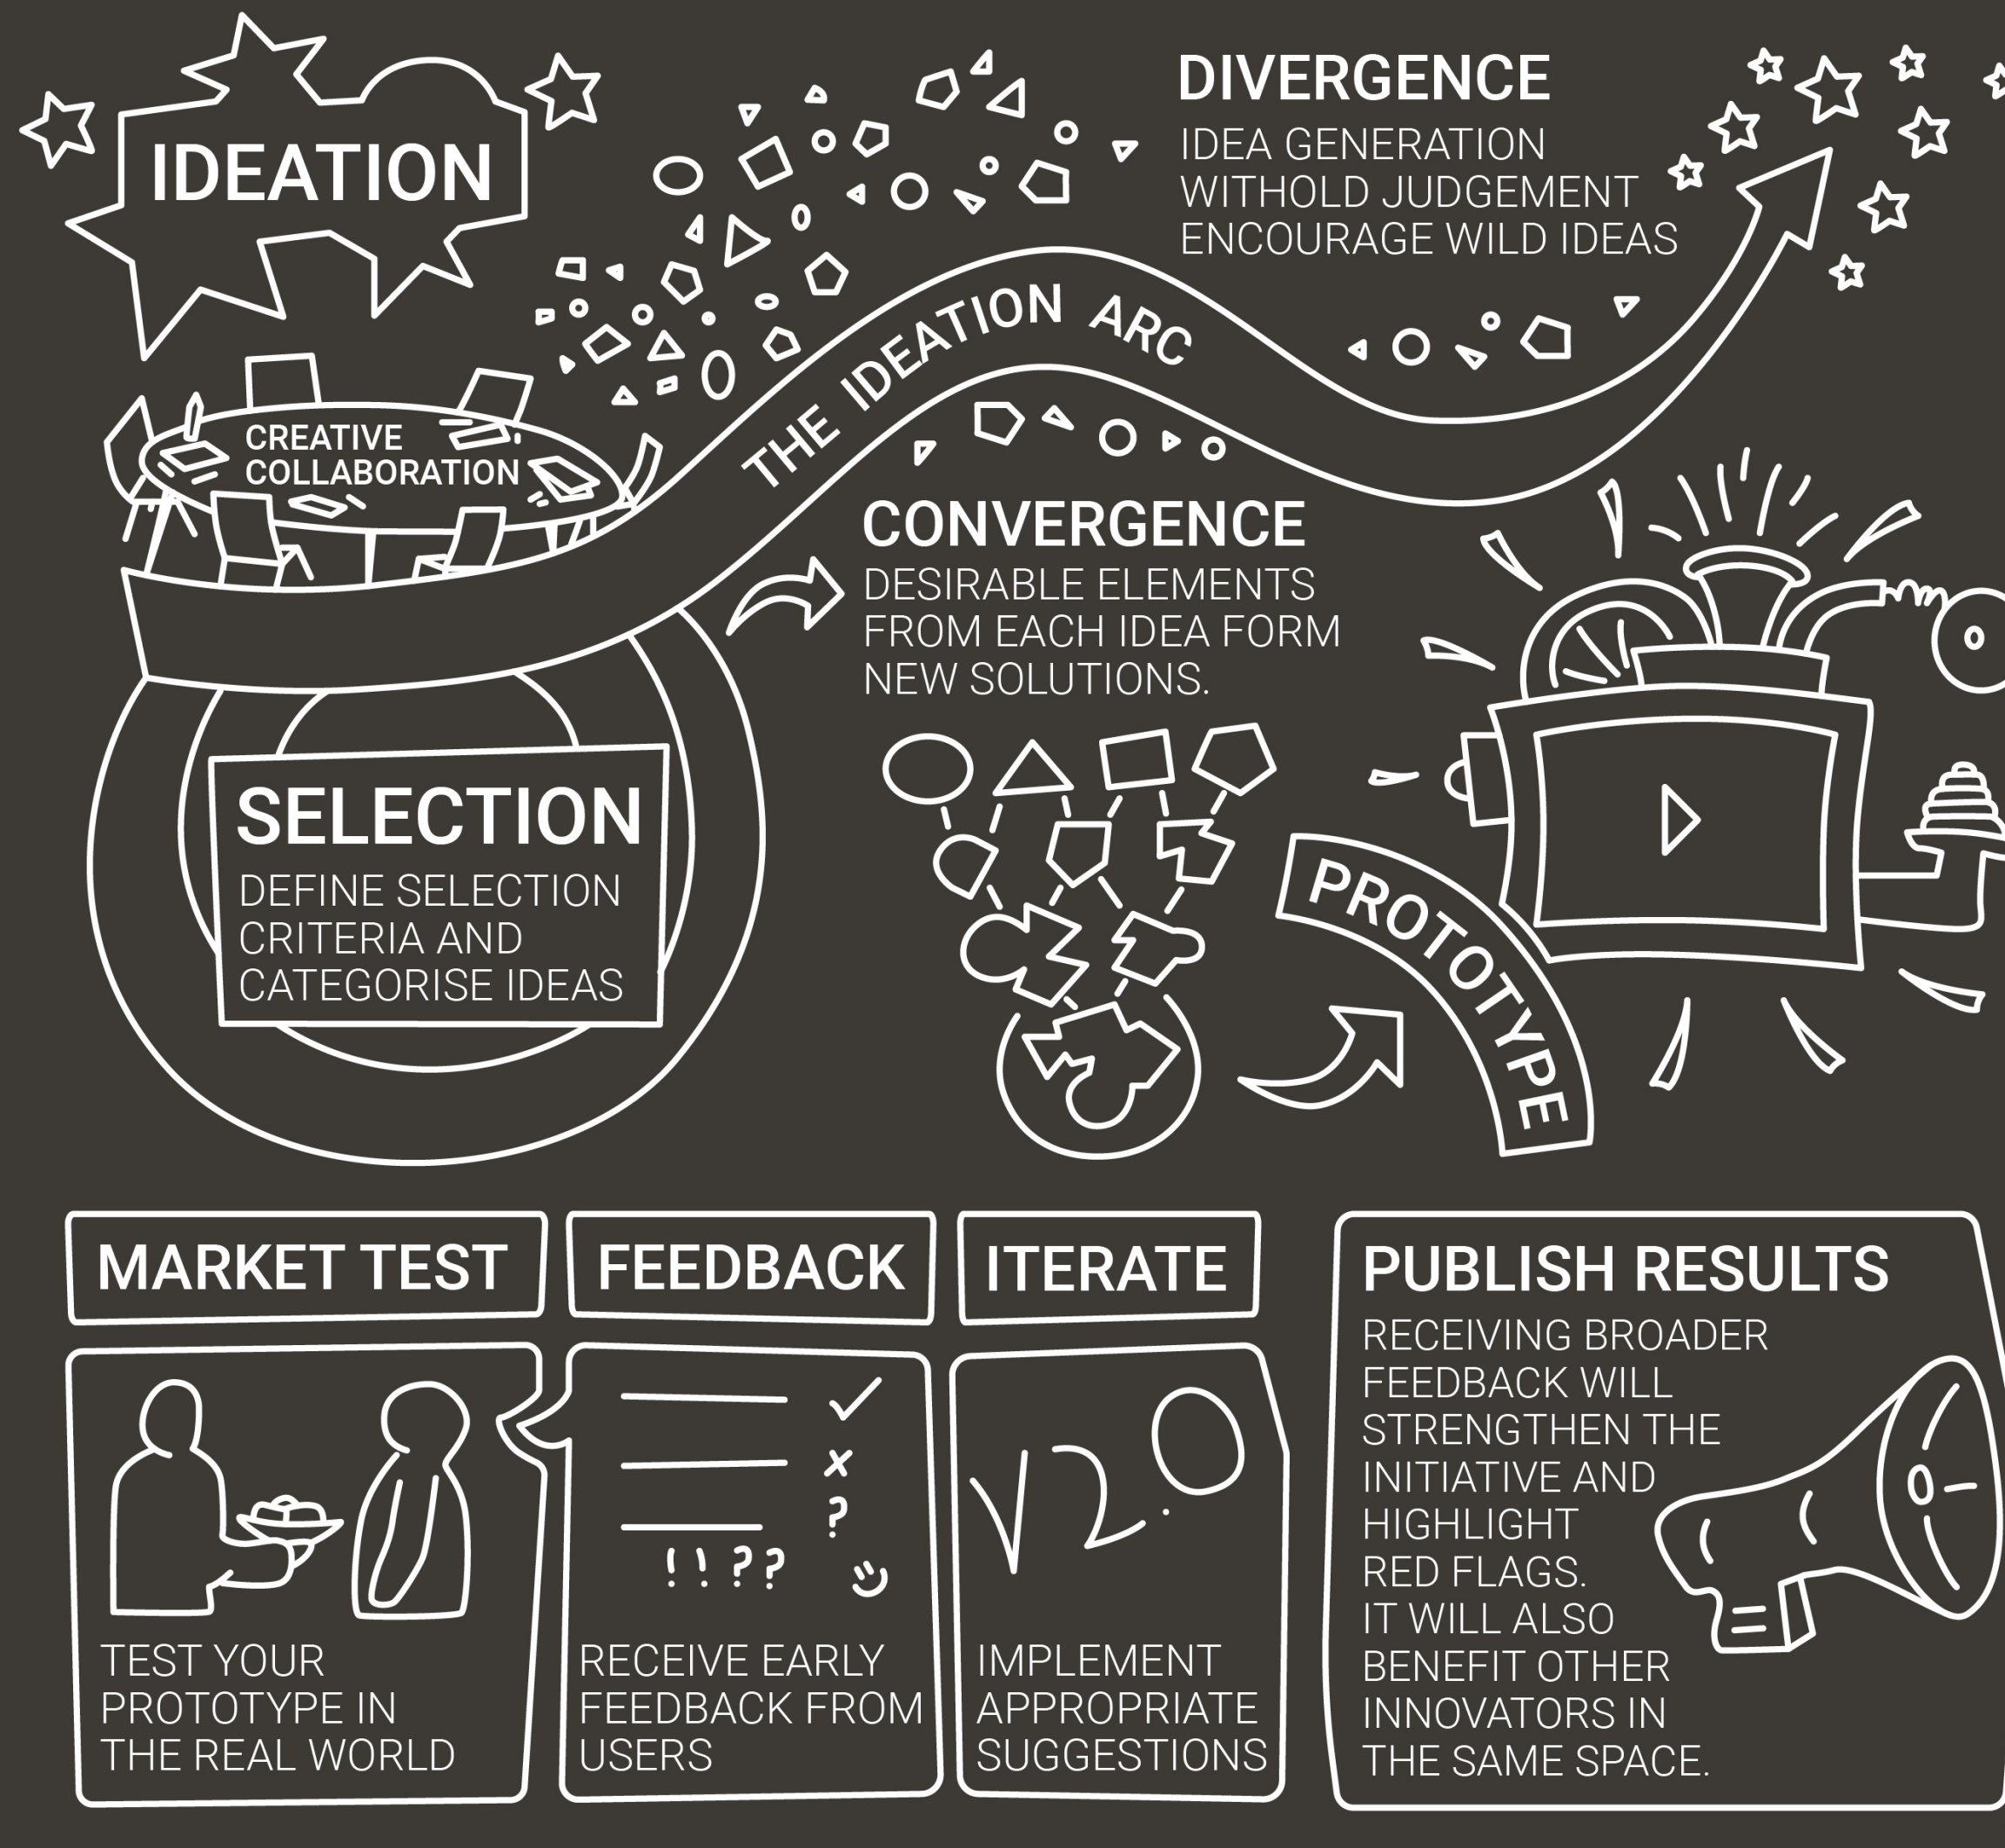 IDEATION
DIVERGENCE
IDEA GENERATION
WITHOLD JUDGEMENT
ENCOURAGE WILD IDEAS
THE IDEATION ARC
CREATIVE
COLLABORATION
CONVERGENCE
DESIRABLE ELEMENTS
FROM EACH IDEA FORM
NEW SOLUTIONS.
SELECTION
DEFINE SELECTION
CRITERIA AND
CATEGORISE IDEAS
PROTOTYPE
MARKET TEST
TEST YOUR
PROTOTYPE IN
THE REAL WORLD
FEEDBACK
! ! ? ?
?
RECEIVE EARLY
FEEDBACK FROM
USERS
ITERATE
V2.0
IMPLEMENT
APPROPRIATE
SUGGESTIONS
PUBLISH RESULTS
RECEIVING BROADER
FEEDBACK WILL
STRENGTHEN THE
INITIATIVE AND
HIGHLIGHT
RED FLAGS.
IT WILL ALSO
BENEFIT OTHER
INNOVATORS IN
THE SAME SPACE.